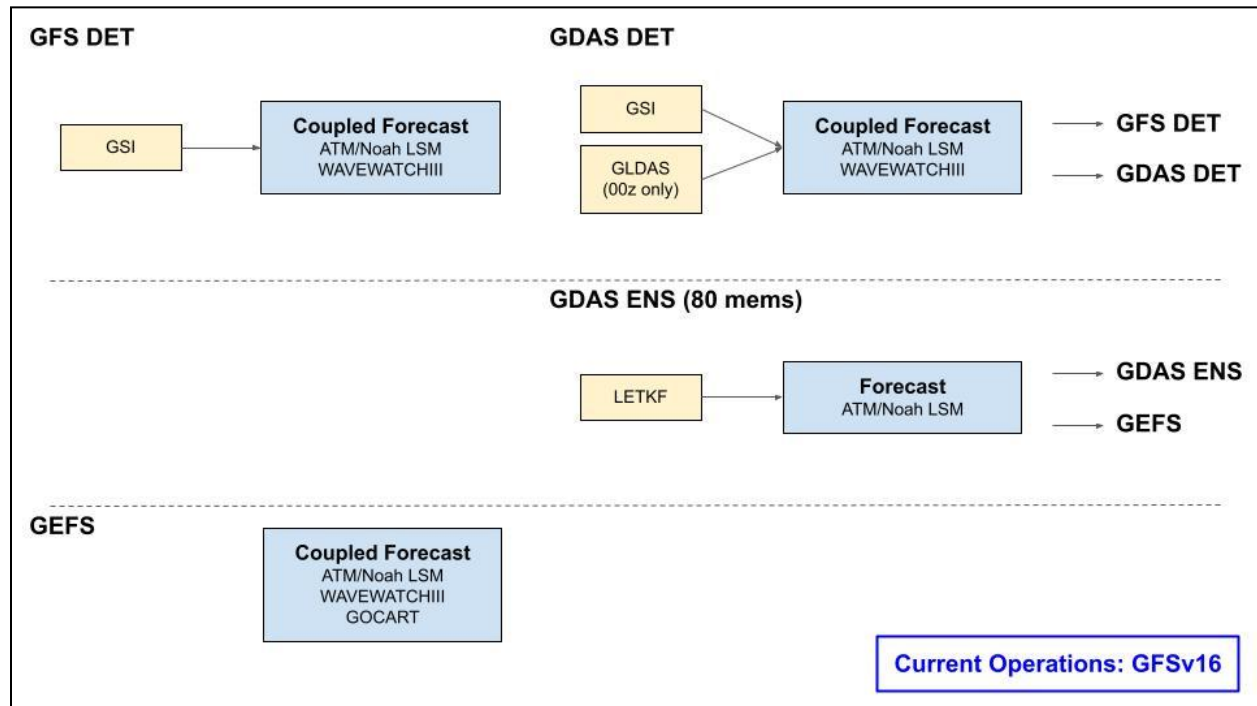 GFS DET
GSI
Coupled Forecast
ATM/Noah LSM
WAVEWATCHIII
GDAS DET
GSI
GLDAS
(00z only)
Coupled Forecast
ATM/Noah LSM
WAVEWATCHIII
GFS DET
GDAS DET
GDAS ENS (80 mems)
LETKF
Forecast
ATM/Noah LSM
GDAS ENS
GEFS
GEFS
Coupled Forecast
ATM/Noah LSM
WAVEWATCHIII
GOCART
Current Operations: GFSv16